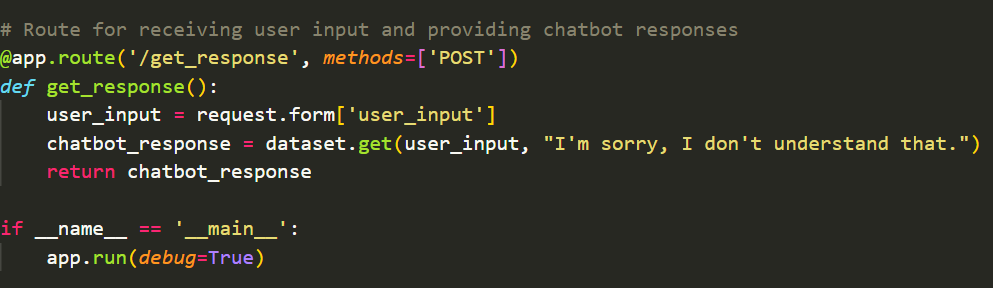 # Route for receiving user input and providing chatbot responses
@app.route('/get_response', methods=['POST'])
def get_response():
    user_input = request.form['user_input']
    chatbot_response = dataset.get(user_input, "I'm sorry, I don't understand that.")
    return chatbot_response

if __name__ == '__main__':
    app.run(debug=True)